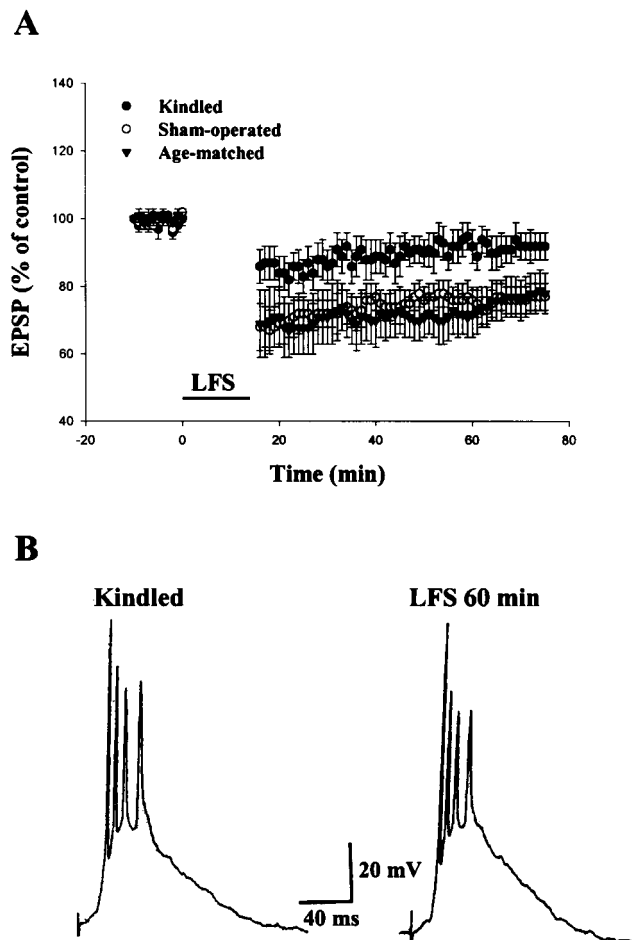 A
140
120
100
80
60
40
EPSP (% of control)
Kindled
Sham-operated
Age-matched
LFS
-20
0
20
40
60
80
Time (min)
B
Kindled
LFS 60 min
20 mV
40 ms